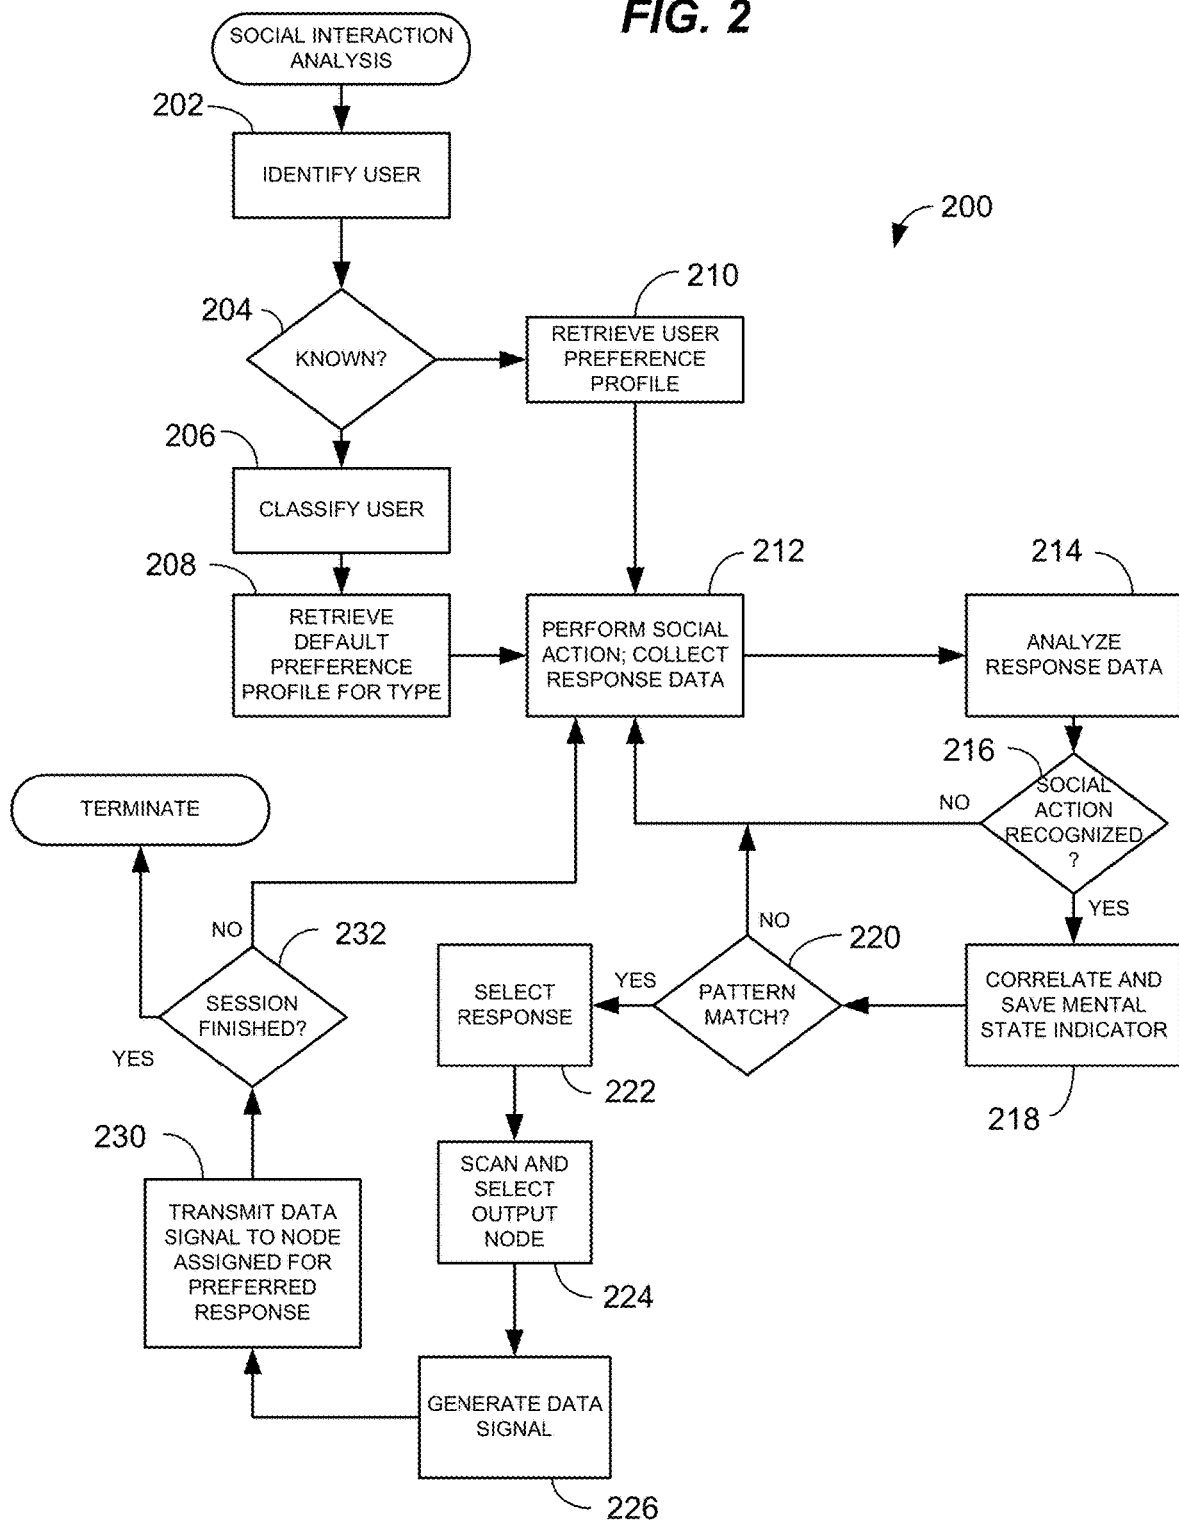 FIG. 2
SOCIAL INTERACTION
ANALYSIS
202
IDENTIFY USER
200
204
KNOWN?
210
RETRIEVE USER
PREFERENCE
PROFILE
206
CLASSIFY USER
208
RETRIEVE
DEFAULT
PREFERENCE
PROFILE FOR TYPE
212
PERFORM SOCIAL
ACTION; COLLECT
RESPONSE DATA
214
ANALYZE
RESPONSE DATA
216
SOCIAL
ACTION
RECOGNIZED
?
NO
YES
TERMINATE
NO
232
SESSION
FINISHED?
YES
SELECT
RESPONSE
222
YES
NO
220
PATTERN
MATCH?
CORRELATE AND
SAVE MENTAL
STATE INDICATOR
218
230
TRANSMIT DATA
SIGNAL TO NODE
ASSIGNED FOR
PREFERRED
RESPONSE
SCAN AND
SELECT
OUTPUT
NODE
224
GENERATE DATA
SIGNAL
226